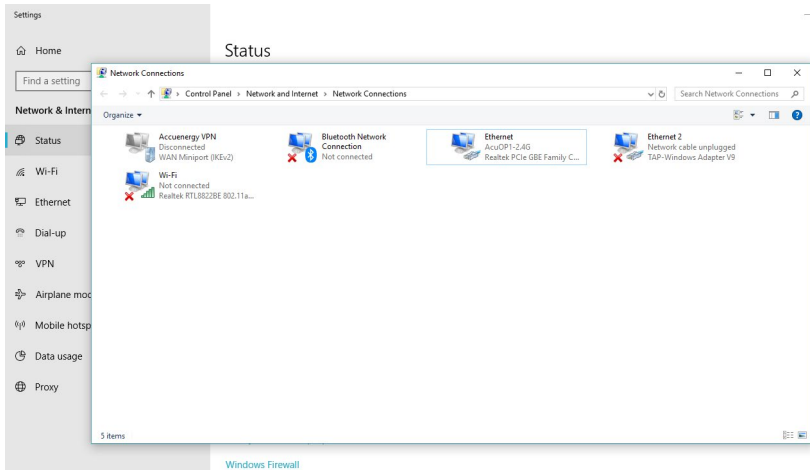 Settings
Home
Status
Find a setting
Network & Intern
Status
Wi-Fi
Ethernet
Dial-up
VPN
Airplane mod
Mobile hotsp
Data usage
Proxy
Network Connections
Control Panel > Network and Internet > Network Connections
Search Network Connections
Organize
Accuenergy VPN
Disconnected
WAN Miniport (IKEv2)
Bluetooth Network
Connection
Not connected
Ethernet
AcuOP1-2.4G
Realtek PCIe GBE Family C...
Ethernet 2
Network cable unplugged
TAP-Windows Adapter V9
Wi-Fi
Not connected
Realtek RTL8822BE 802.11a...
5 items
Windows Firewall